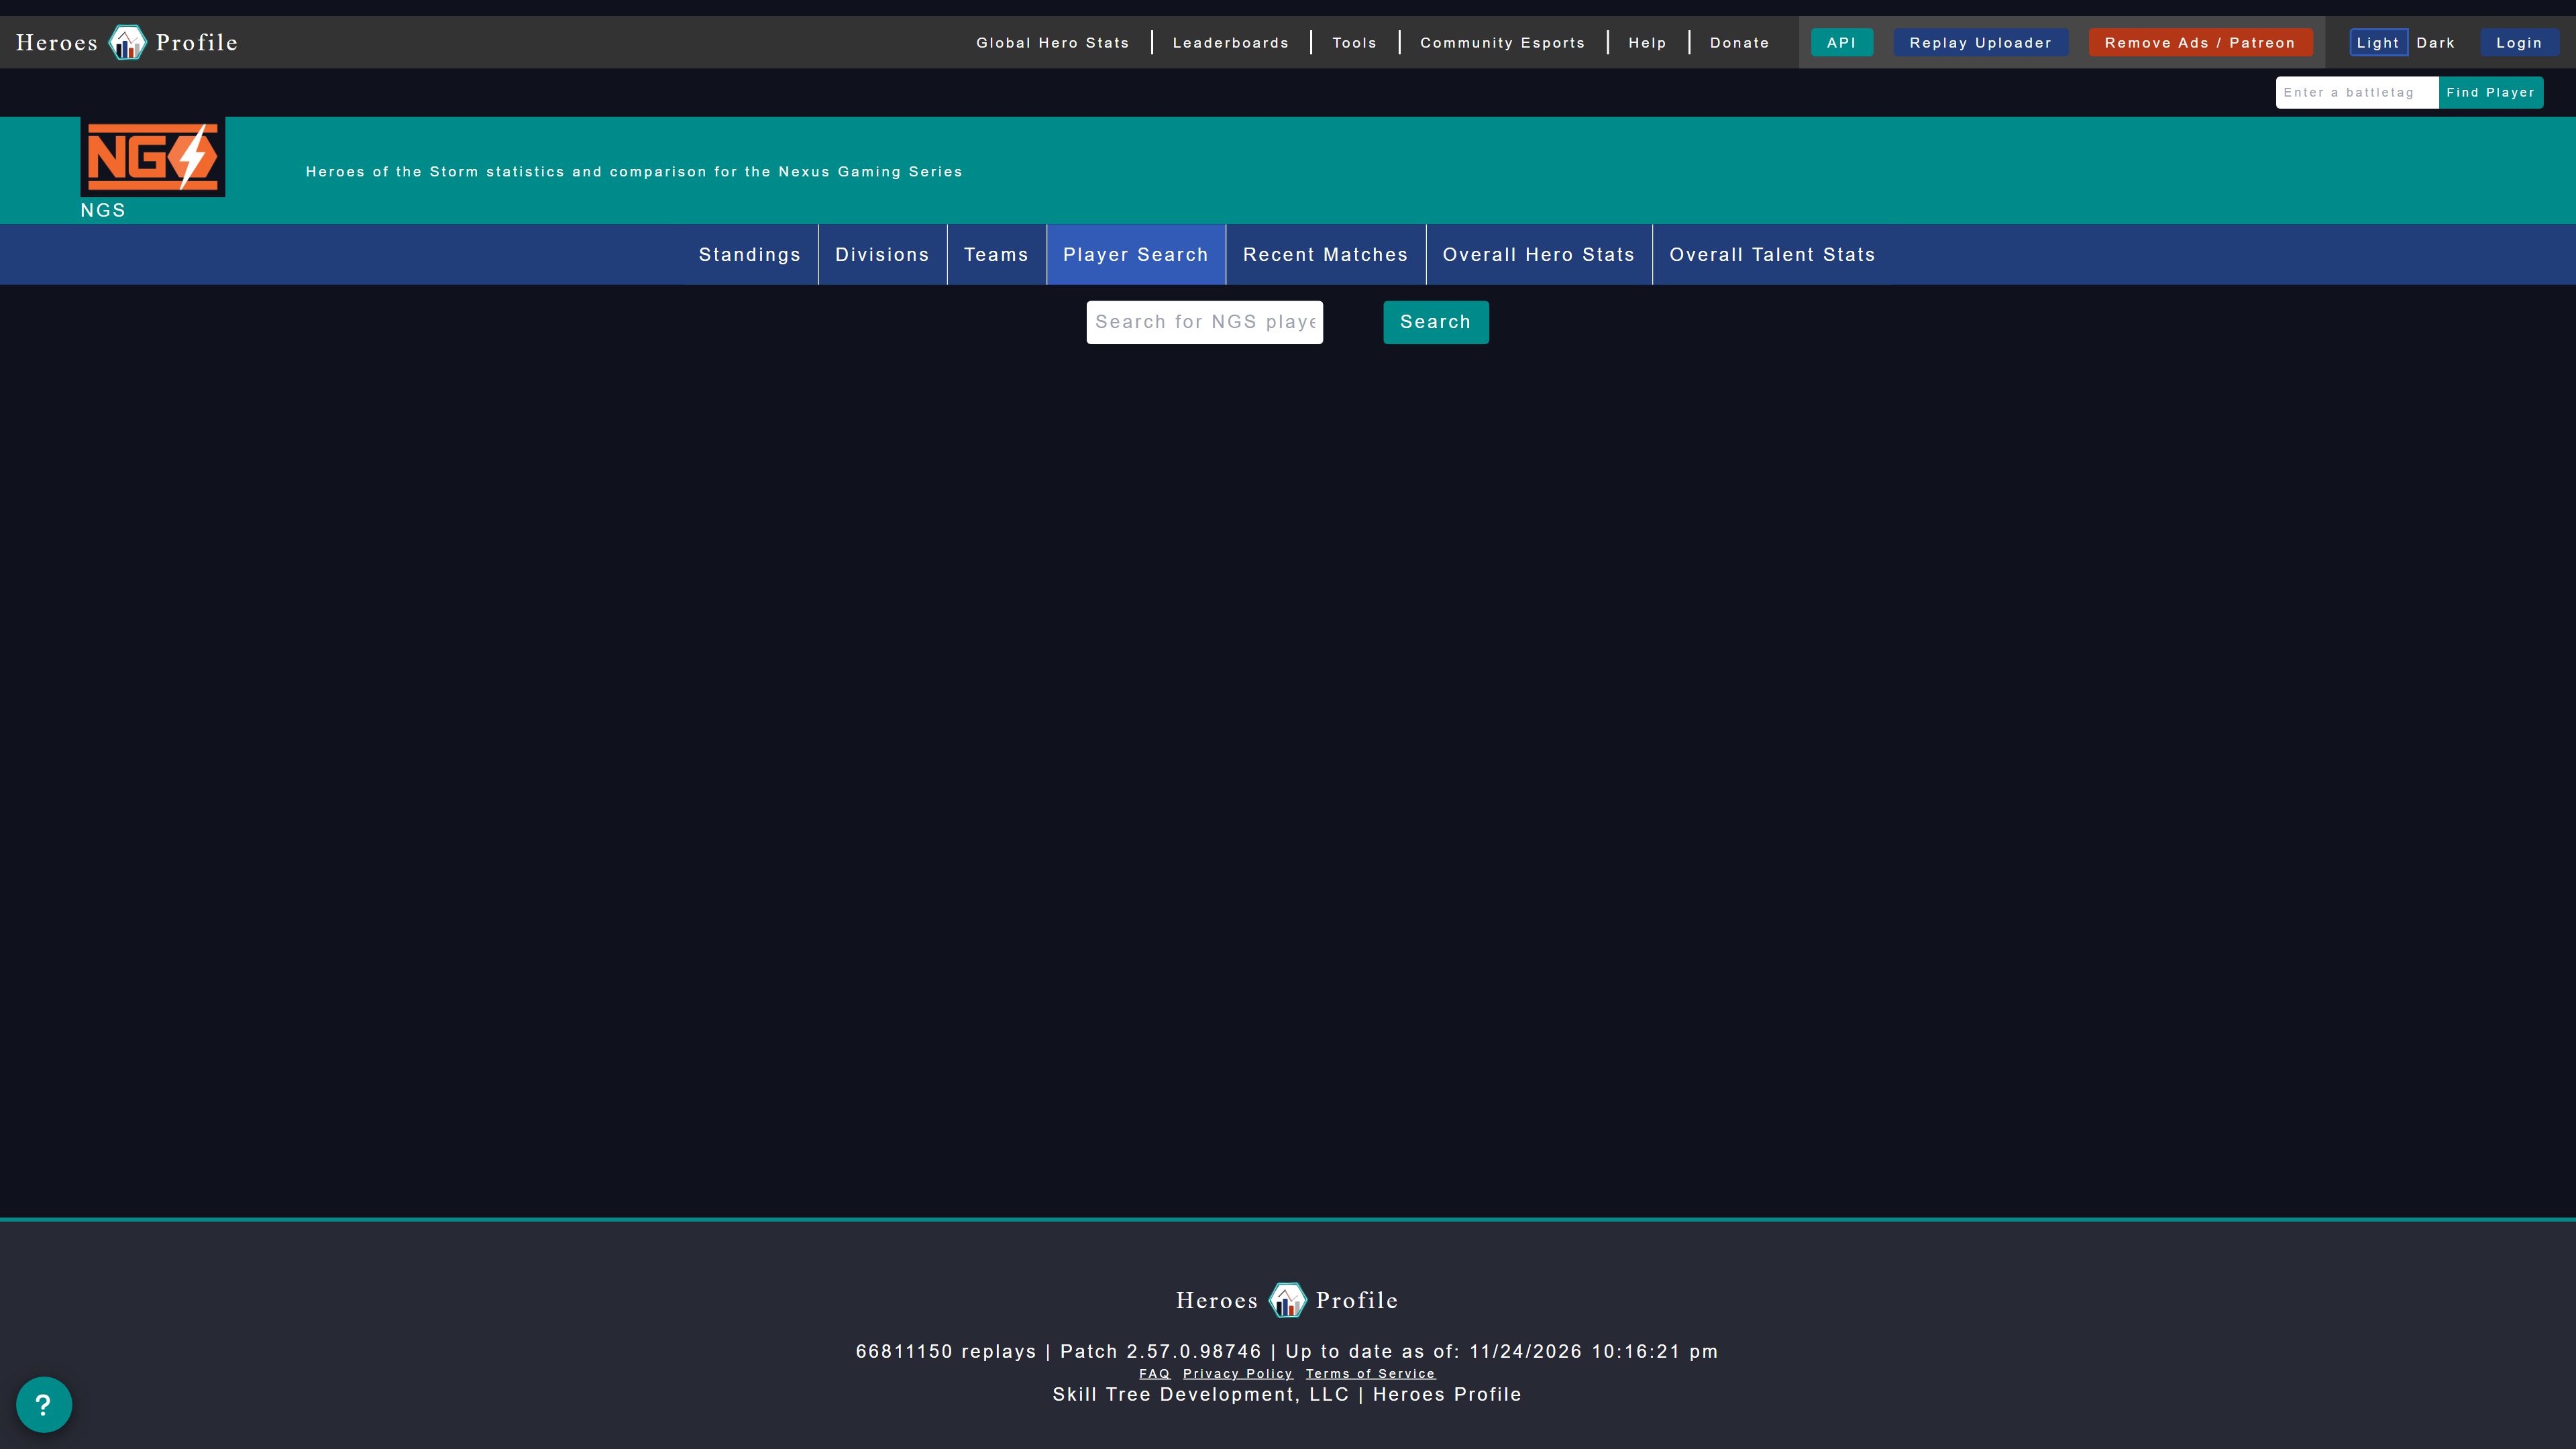 Heroes Profile
Global Hero Stats
Leaderboards
Tools
Community Esports
Help
Donate
API
Replay Uploader
Remove Ads / Patreon
Light
Dark
Login
Enter a battletag
Find Player
NGS
Heroes of the Storm statistics and comparison for the Nexus Gaming Series
NGS
Standings
Divisions
Teams
Player Search
Recent Matches
Overall Hero Stats
Overall Talent Stats
Search for NGS playe
Search
Heroes Profile
66811150 replays | Patch 2.57.0.98746 | Up to date as of: 11/24/2026 10:16:21 pm
FAQ Privacy Policy Terms of Service
Skill Tree Development, LLC | Heroes Profile
?